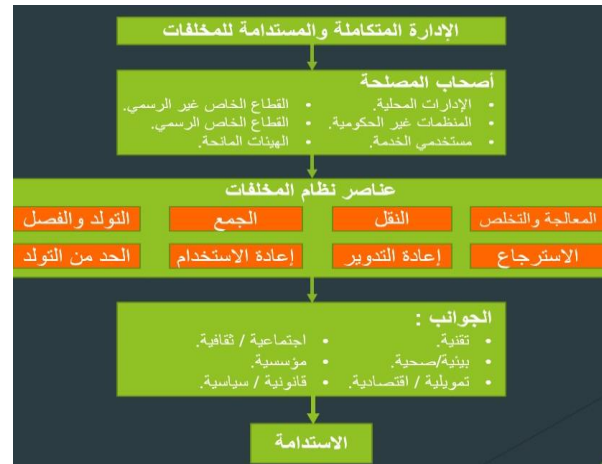 الإدارة المتكاملة والمستدامة للمخلفات
أصحاب المصلحة
• الإدارات المحلية. • القطاع الخاص غير الرسمي.
• المنظمات غير الحكومية. • القطاع الخاص الرسمي.
• مستخدمي الخدمة. • الهيئات المانحة.
عناصر نظام المخلفات
المعالجة والتخلص النقل الجمع التولد والفصل
الاسترجاع إعادة التدوير إعادة الاستخدام الحد من التولد
الجوانب :
• تقنية. • اجتماعية / ثقافية.
• بيئية/صحية. • مؤسسية.
• تمويلية / اقتصادية. • قانونية / سياسية.
الاستدامة